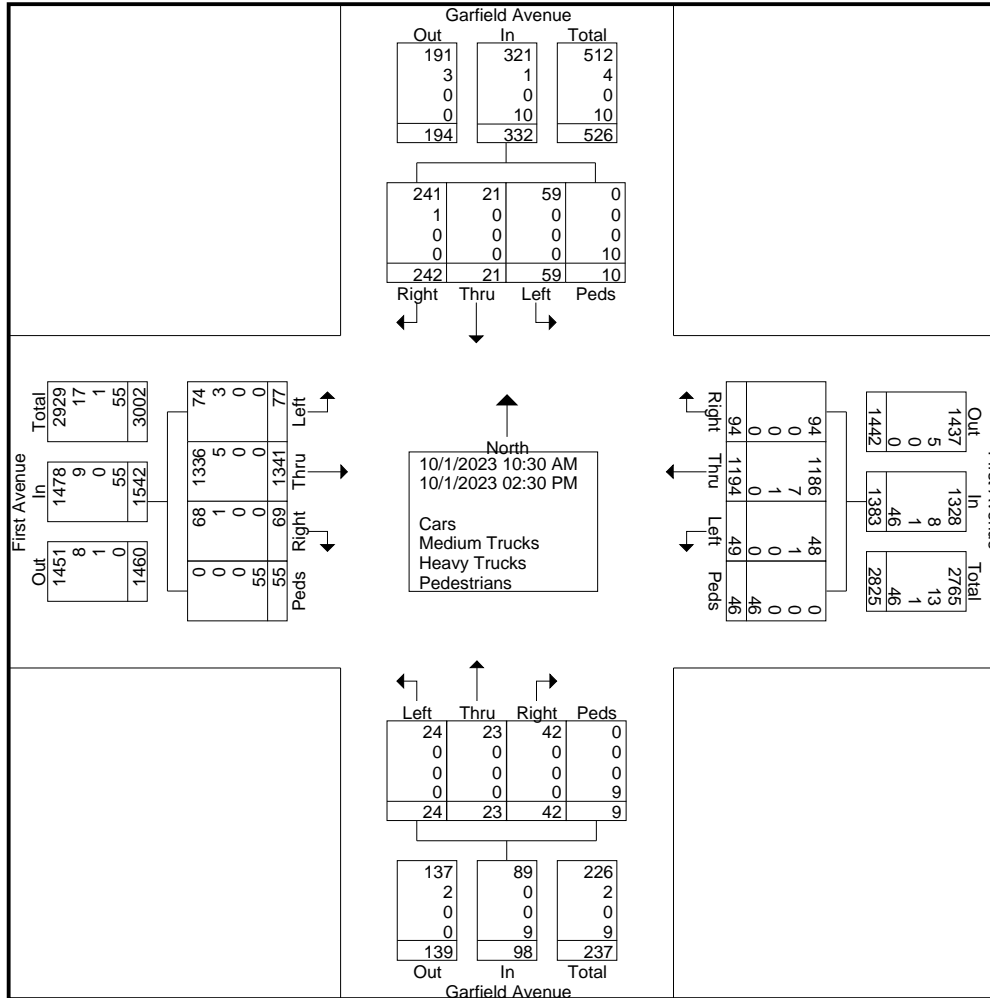 Garfield Avenue
Out In Total
191 321 512
3 1 4
0 0 0
0 10 10
194 332 526
241 21 59 0
1 0 0 0
0 0 0 0
0 0 0 10
242 21 59 10
Right Thru Left Peds
First Avenue
Total In Out
2929 1478 1451
17 9 8
1 0 1
55 55 0
3002 1542 1460
74 1336 68 0
3 5 1 0
0 0 0 0
0 0 0 55
77 1341 69 55
Left Thru Right Peds
North
10/1/2023 10:30 AM
10/1/2023 02:30 PM
Cars
Medium Trucks
Heavy Trucks
Pedestrians
Right Thru Left Peds
94 1186 48 0
0 7 1 0
0 1 0 0
0 0 0 46
94 1194 49 46
Out In Total
1437 1328 2765
5 8 13
0 1 1
0 46 46
1442 1383 2825
Left Thru Right Peds
24 23 42 0
0 0 0 0
0 0 0 0
0 0 0 9
24 23 42 9
137 89 226
2 0 2
0 0 0
0 9 9
139 98 237
Out In Total
Garfield Avenue